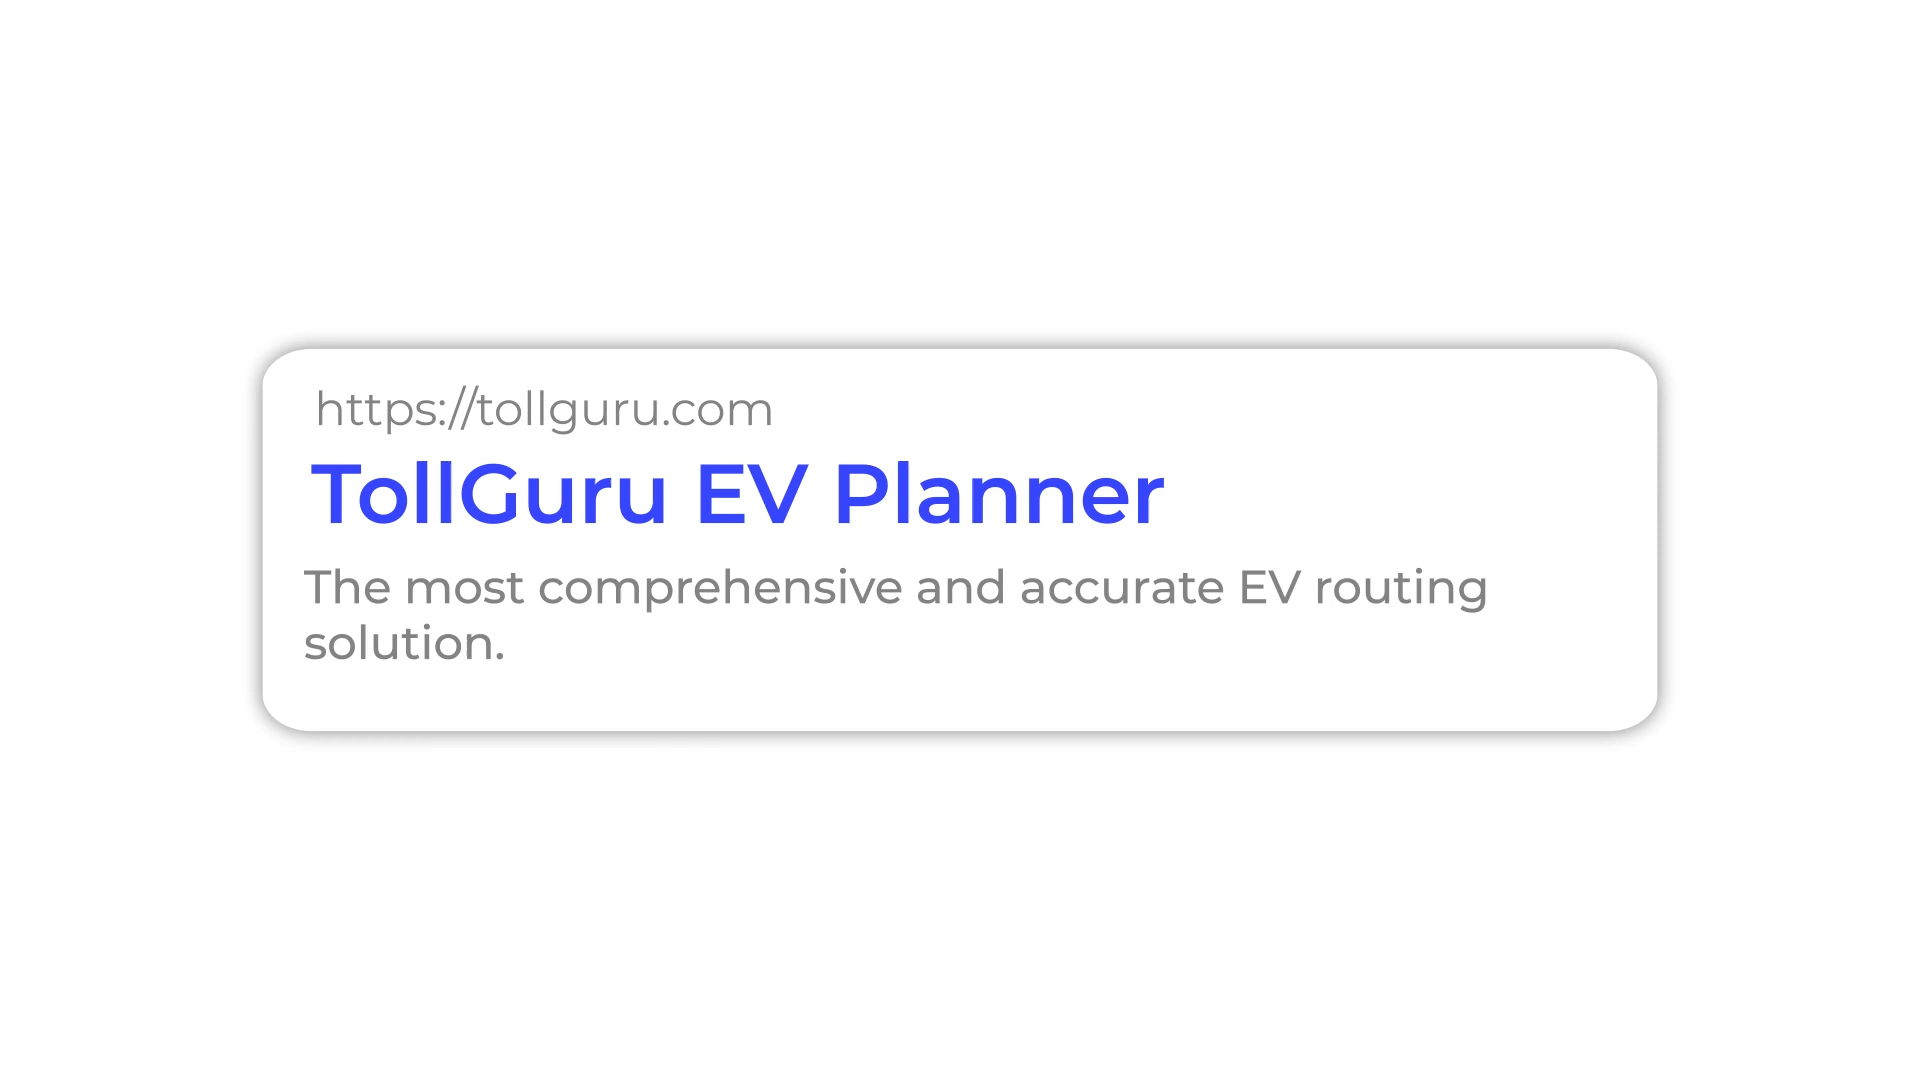 https://tollguru.com
TollGuru EV Planner
The most comprehensive and accurate EV routing
solution.